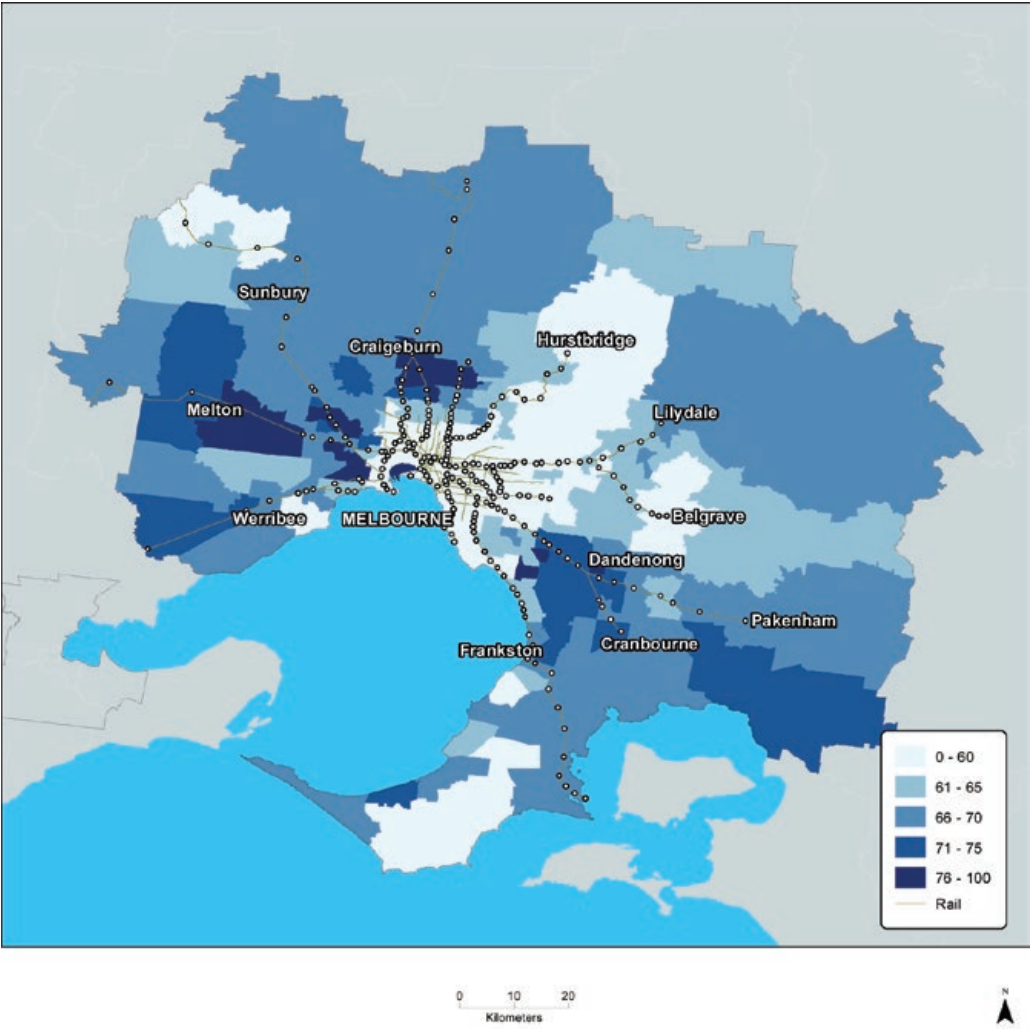 Sunbury
Craigeburn
Hurstbridge
Melton
Lilydale
Werribee
MELBOURNE
Belgrave
Dandenong
Pakenham
Cranbourne
Frankston
0 - 60
61 - 65
66 - 70
71 - 75
76 - 100
Rail
0 10 20
Kilometers
N